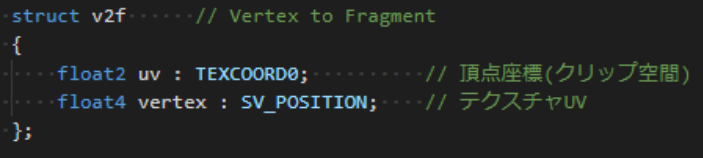 struct v2f // Vertex to Fragment
{
float2 uv : TEXCOORD0; // 頂点座標(クリップ空間)
float4 vertex : SV_POSITION; // テクスチャUV
};